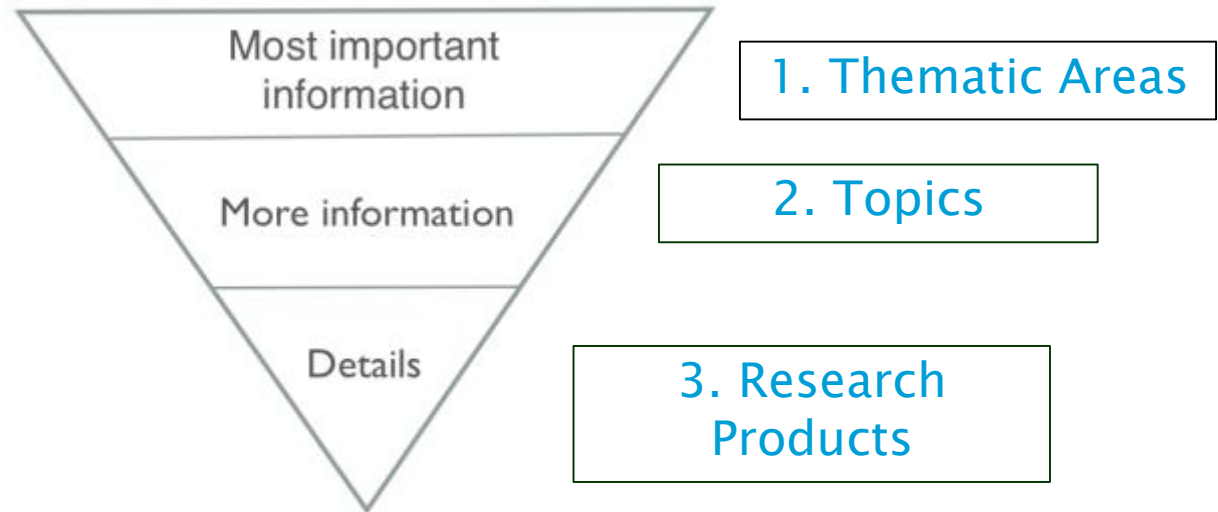 Most important
information
1. Thematic Areas
More information
2. Topics
Details
3. Research
Products